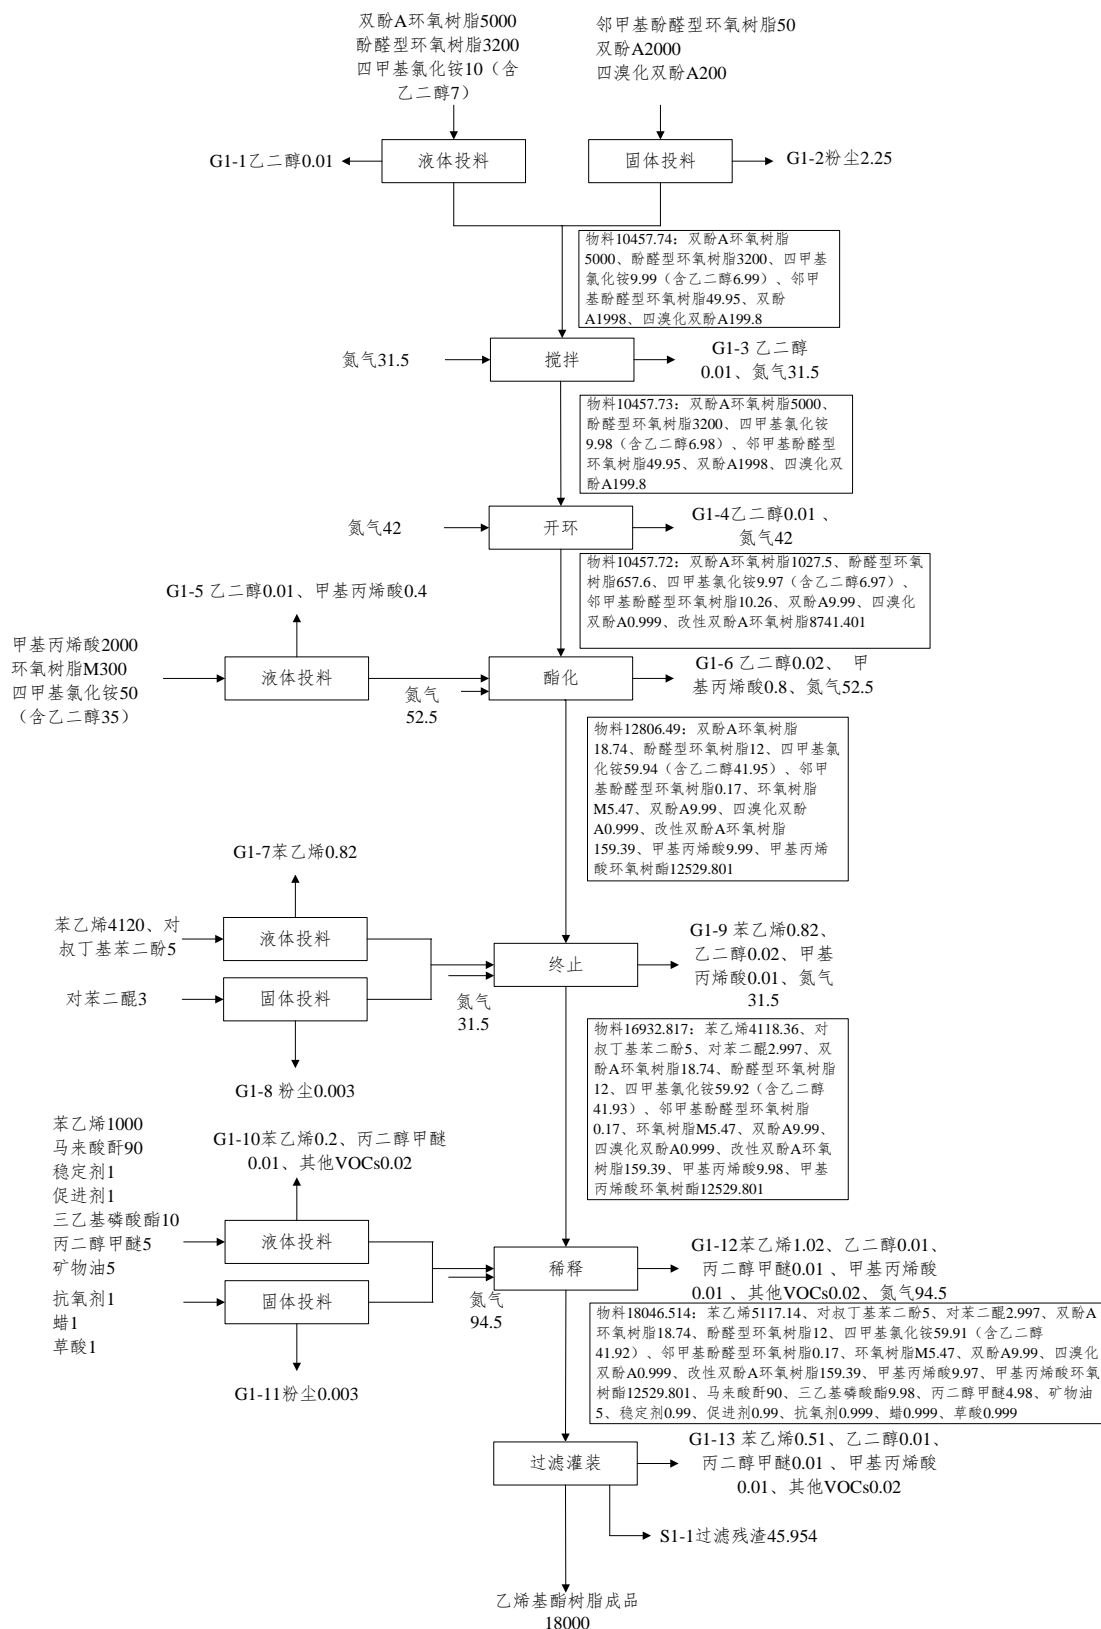 双酚A环氧树脂5000
酚醛型环氧树脂3200
四甲基氯化铵10（含
乙二醇7）
邻甲基酚醛型环氧树脂50
双酚A2000
四溴化双酚A200
G1-1乙二醇0.01
液体投料
固体投料
G1-2粉尘2.25
物料10457.74：双酚A环氧树脂
5000、酚醛型环氧树脂3200、四甲基
氯化铵9.99（含乙二醇6.99）、邻甲
基酚醛型环氧树脂49.95、双酚
A1998、四溴化双酚A199.8
氮气31.5
搅拌
G1-3 乙二醇
0.01、氮气31.5
物料10457.73：双酚A环氧树脂5000、
酚醛型环氧树脂3200、四甲基氯化铵
9.98（含乙二醇6.98）、邻甲基酚醛型
环氧树脂49.95、双酚A1998、四溴化双
酚A199.8
氮气42
开环
G1-4乙二醇0.01 、
氮气42
物料10457.72：双酚A环氧树脂1027.5、酚醛型环氧
树脂657.6、四甲基氯化铵9.97（含乙二醇6.97）、
邻甲基酚醛型环氧树脂10.26、双酚A9.99、四溴化
双酚A0.999、改性双酚A环氧树脂8741.401
G1-5 乙二醇0.01、甲基丙烯酸0.4
甲基丙烯酸2000
环氧树脂M300
四甲基氯化铵50
（含乙二醇35）
液体投料
氮气
52.5
酯化
G1-6 乙二醇0.02、 甲
基丙烯酸0.8、氮气52.5
物料12806.49：双酚A环氧树脂
18.74、酚醛型环氧树脂12、四甲基氯
化铵59.94（含乙二醇41.95）、邻甲
基酚醛型环氧树脂0.17、环氧树脂
M5.47、双酚A9.99、四溴化双酚
A0.999、改性双酚A环氧树脂
159.39、甲基丙烯酸9.99、甲基丙烯
酸环氧树酯12529.801
G1-7苯乙烯0.82
苯乙烯4120、对
叔丁基苯二酚5
液体投料
对苯二醌3
固体投料
氮气
31.5
终止
G1-9 苯乙烯0.82、
乙二醇0.02、甲基
丙烯酸0.01、氮气
31.5
G1-8 粉尘0.003
物料16932.817：苯乙烯4118.36、对
叔丁基苯二酚5、对苯二醌2.997、双
酚A环氧树脂18.74、酚醛型环氧树脂
12、四甲基氯化铵59.92（含乙二醇
41.93）、邻甲基酚醛型环氧树脂
0.17、环氧树脂M5.47、双酚A9.99、
四溴化双酚A0.999、改性双酚A环氧
树脂159.39、甲基丙烯酸9.98、甲基
丙烯酸环氧树酯12529.801
苯乙烯1000
马来酸酐90
稳定剂1
促进剂1
三乙基磷酸酯10
丙二醇甲醚5
矿物油5
抗氧剂1
蜡1
草酸1
G1-10苯乙烯0.2、丙二醇甲醚
0.01、其他VOCs0.02
液体投料
固体投料
氮气
94.5
稀释
G1-12苯乙烯1.02、乙二醇0.01、
丙二醇甲醚0.01 、甲基丙烯酸
0.01 、其他VOCs0.02、氮气94.5
G1-11粉尘0.003
物料18046.514：苯乙烯5117.14、对叔丁基苯二酚5、对苯二醌2.997、双酚A
环氧树脂18.74、酚醛型环氧树脂12、四甲基氯化铵59.91（含乙二醇
41.92）、邻甲基酚醛型环氧树脂0.17、环氧树脂M5.47、双酚A9.99、四溴化
双酚A0.999、改性双酚A环氧树脂159.39、甲基丙烯酸9.97、甲基丙烯酸环氧
树酯12529.801、马来酸酐90、三乙基磷酸酯9.98、丙二醇甲醚4.98、矿物油
5、稳定剂0.99、促进剂0.99、抗氧剂0.999、蜡0.999、草酸0.999
过滤灌装
G1-13 苯乙烯0.51、乙二醇0.01、
丙二醇甲醚0.01 、甲基丙烯酸
0.01、其他VOCs0.02
S1-1过滤残渣45.954
乙烯基酯树脂成品
18000